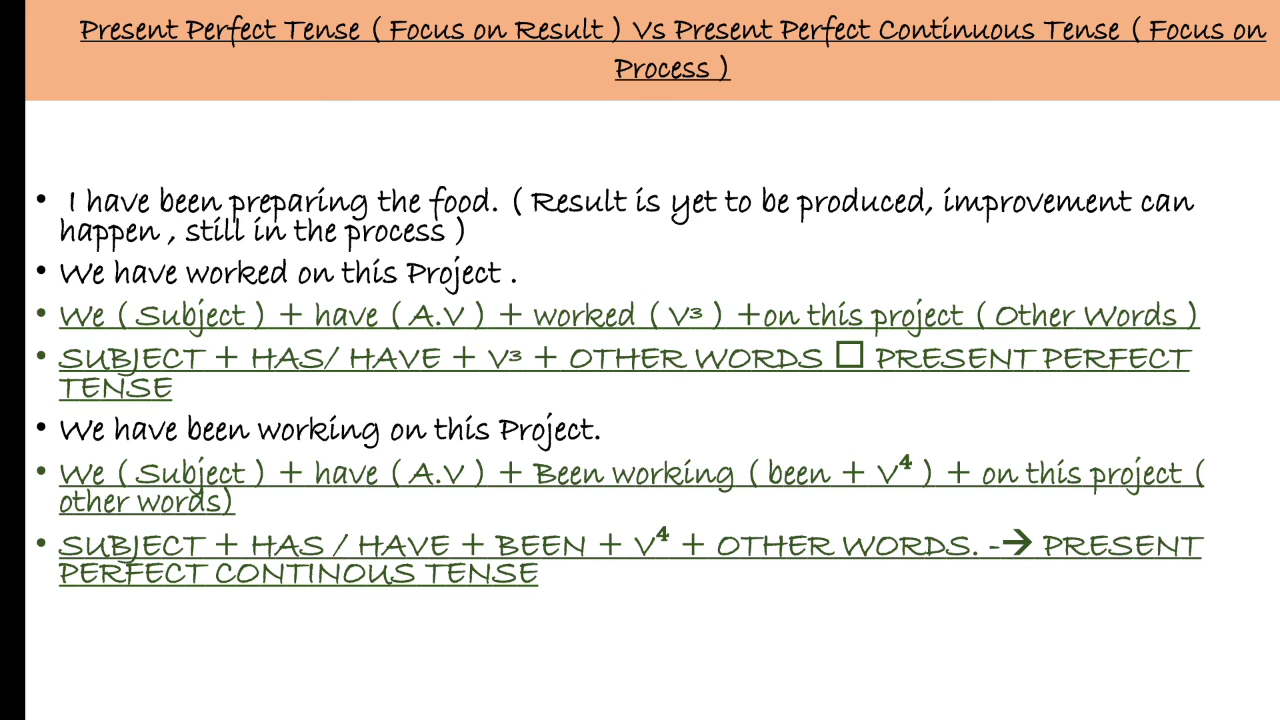 Present Perfect Tense ( Focus on Result ) Vs Present Perfect Continuous Tense ( Focus on
Process )
• I have been preparing the food. ( Result is yet to be produced, improvement can
happen , still in the process )
• We have worked on this Project .
• We ( Subject ) + have ( A.V ) + worked ( V³ ) +on this project ( Other Words )
• SUBJECT + HAS/ HAVE + V³ + OTHER WORDS □ PRESENT PERFECT
TENSE
• We have been working on this Project.
• We ( Subject ) + have ( A.V ) + Been working ( been + V⁴ ) + on this project (
other words)
• SUBJECT + HAS / HAVE + BEEN + V⁴ + OTHER WORDS. -→ PRESENT
PERFECT CONTINOUS TENSE